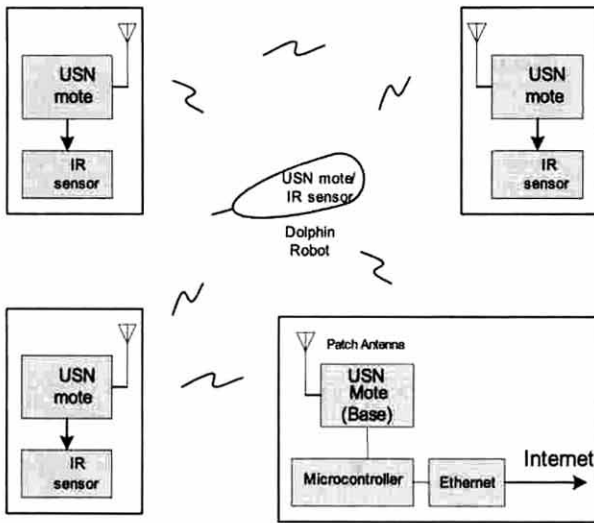 USN
mote
IR
sensor
USN
mote
IR
sensor
USN mote/
IR sensor
Dolphin
Robot
USN
mote
IR
sensor
Patch Antenna
USN
Mote
(Base)
Microcontroller
Ethernet
Internet